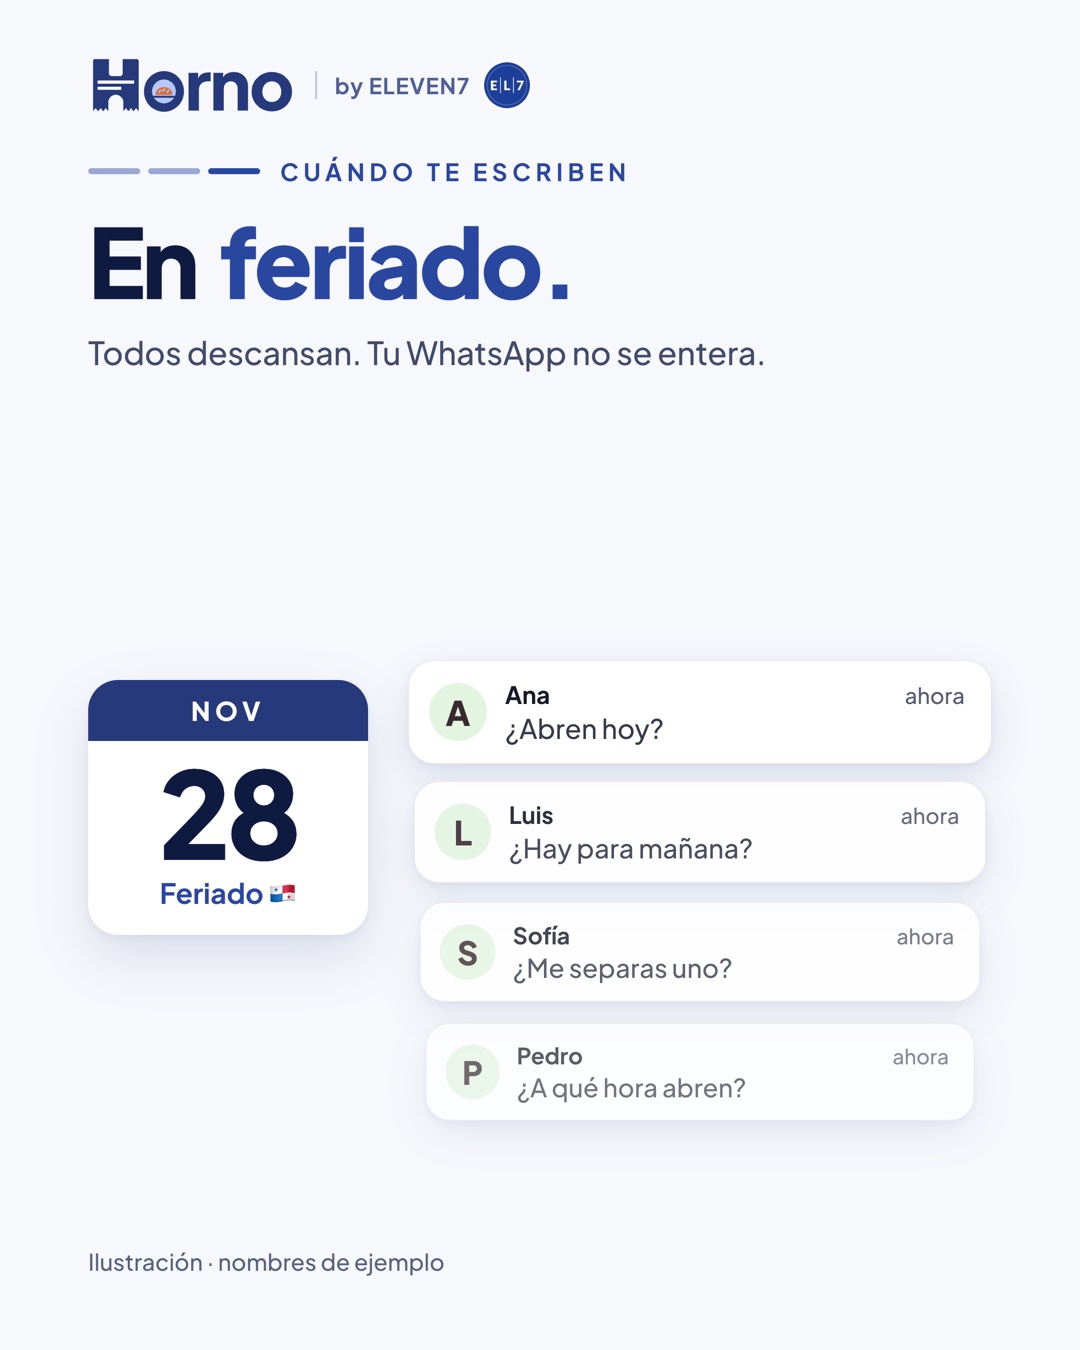 Horno by ELEVEN7 E|L|7
CUÁNDO TE ESCRIBEN
En feriado.
Todos descansan. Tu WhatsApp no se entera.
NOV
28
Feriado 🇵🇦
A
Ana
ahora
¿Abren hoy?
L
Luis
ahora
¿Hay para mañana?
S
Sofía
ahora
¿Me separas uno?
P
Pedro
ahora
¿A qué hora abren?
Ilustración · nombres de ejemplo